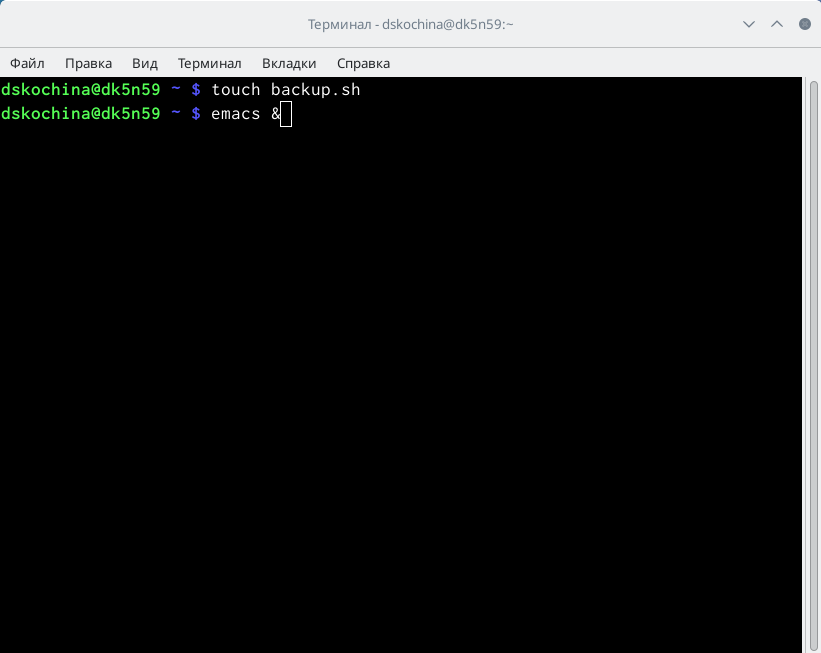 Терминал - dskochina@dk5n59:~
Файл Правка Вид Терминал Вкладки Справка
dskochina@dk5n59 ~ $ touch backup.sh
dskochina@dk5n59 ~ $ emacs &